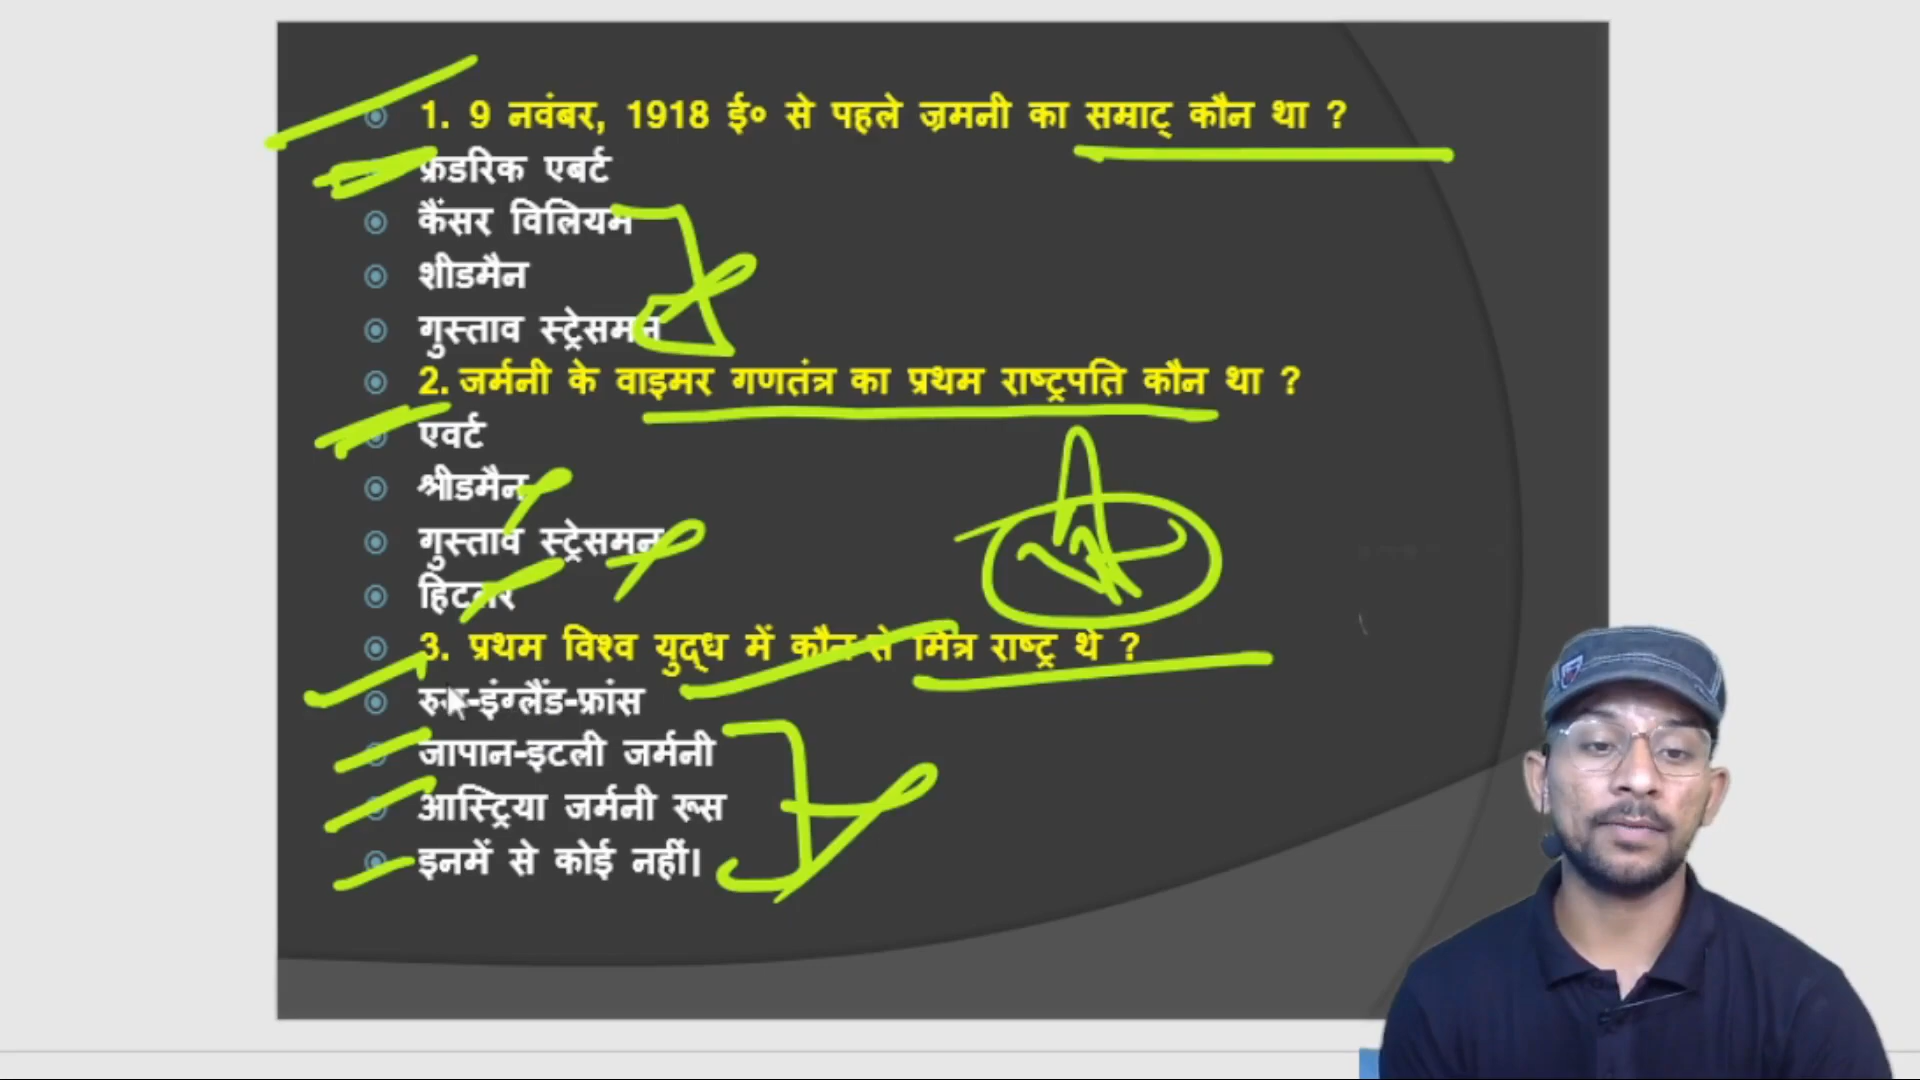 1. 9 नवंबर, 1918 ई० से पहले ज्रमनी का सम्राट् कौन था ?
फ्रेडरिक एबर्ट
कैंसर विलियम
शीडमैन
गुस्ताव स्ट्रेसमन
2. जर्मनी के वाइमर गणतंत्र का प्रथम राष्ट्रपति कौन था ?
एवर्ट
श्रीडमैन
गुस्ताव स्ट्रेसमन
हिटलर
3. प्रथम विश्व युद्ध में कौन से मित्र राष्ट्र थे ?
रुस-इंग्लैंड-फ्रांस
जापान-इटली जर्मनी
आस्ट्रिया जर्मनी रूस
इनमें से कोई नहीं।